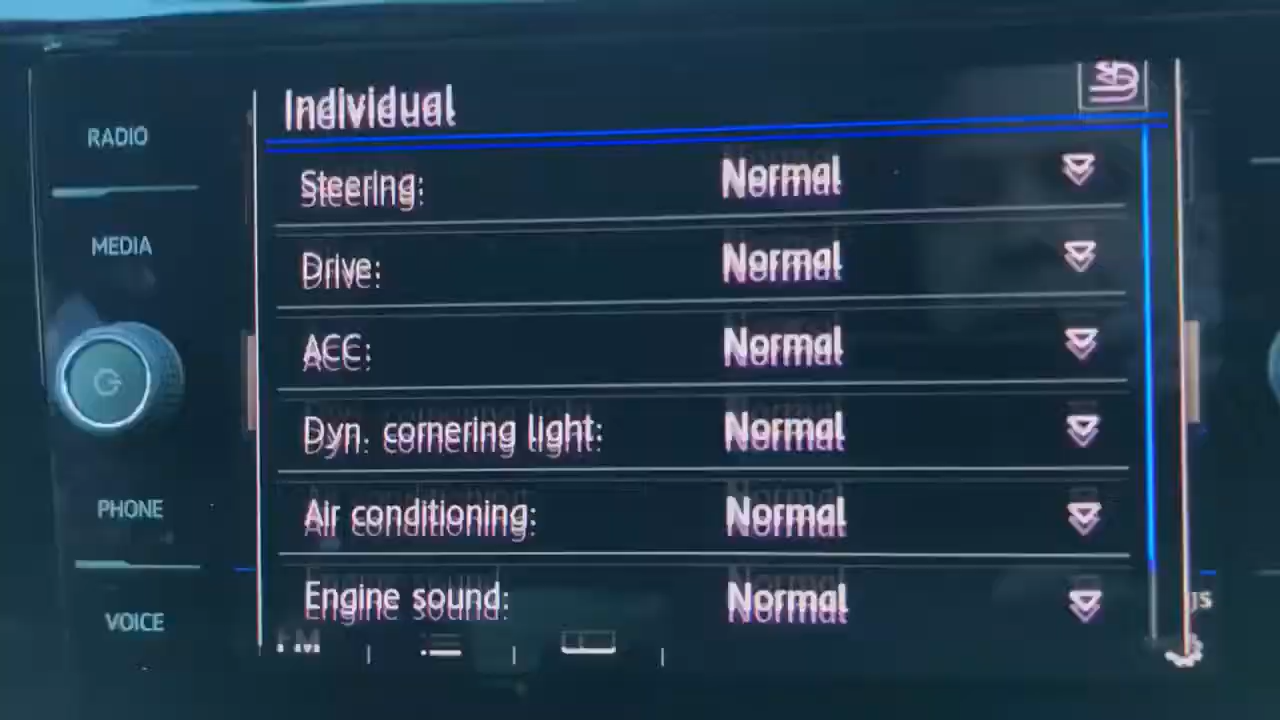 Individual
RADIO
Steering: Normal
MEDIA
Drive: Normal
ACC: Normal
Dyn. cornering light: Normal
PHONE
Air conditioning: Normal
VOICE
Engine sound: Normal
FM